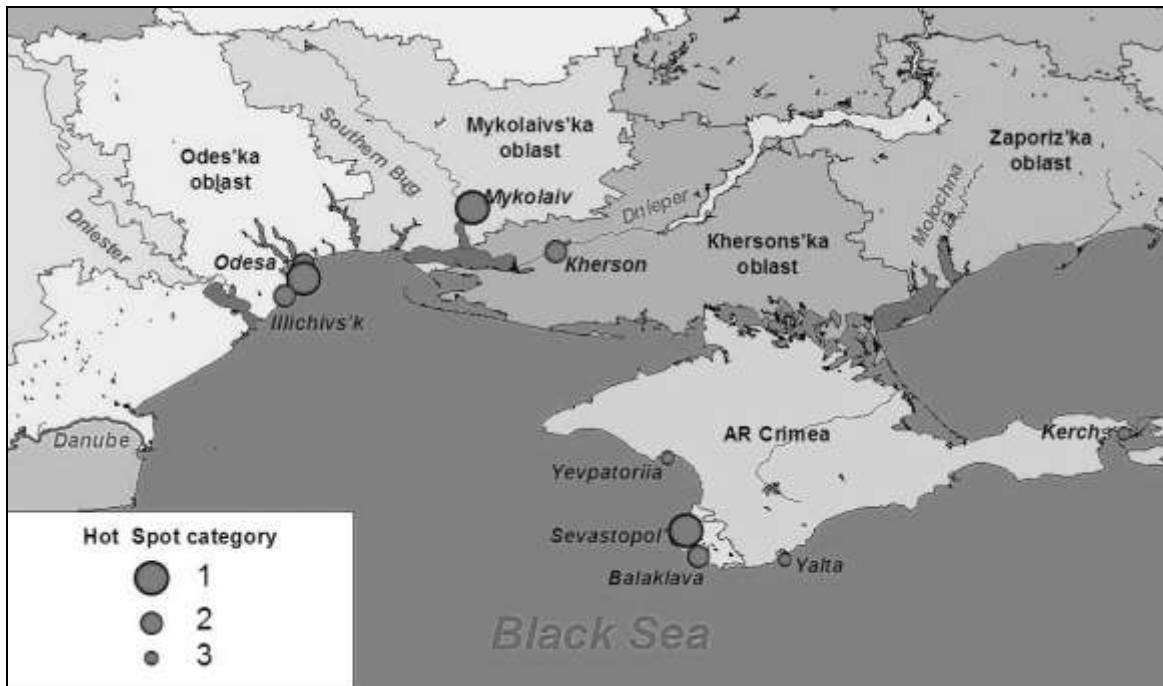 Mykolaivs'ka
oblast
Zaporiz'ka
oblast
Odes'ka
oblast
Southern Bug
Mykolaiv
Dnieper
Molochna
Dniester
Odesa
Kherson
Khersons'ka
oblast
Illichivs'k
Danube
AR Crimea
Kerch
Yevpatoriia
Hot Spot category
1
2
3
Sevastopol'
Balaklava
Yalta
Black Sea